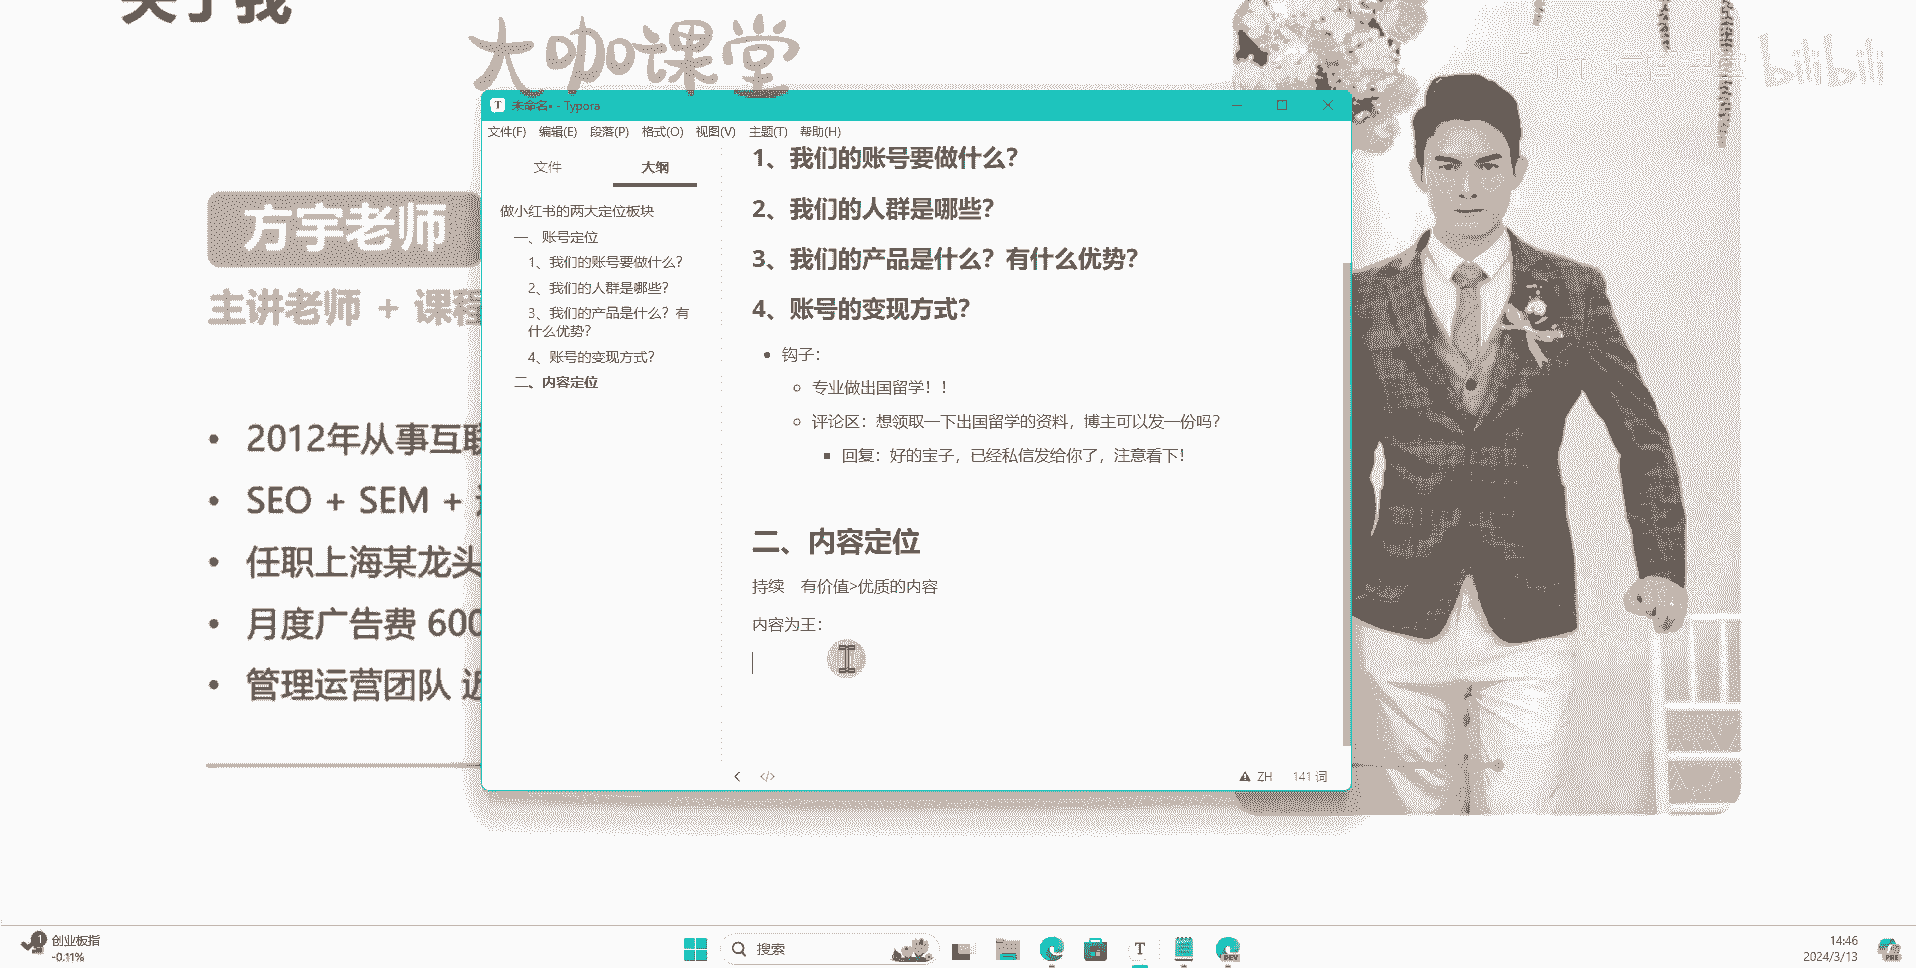 关于我
大咖课堂
bilibili
未命名• - Typora
文件(F) 编辑(E) 段落(P) 格式(O) 视图(V) 主题(T) 帮助(H)
文件 大纲
做小红书的两大定位板块
一、账号定位
1、我们的账号要做什么？
2、我们的人群是哪些？
3、我们的产品是什么？有
什么优势？
4、账号的变现方式？
二、内容定位
1、我们的账号要做什么？
2、我们的人群是哪些？
3、我们的产品是什么？有什么优势？
4、账号的变现方式？
钩子：
专业做出国留学！！
评论区：想领取一下出国留学的资料，博主可以发一份吗？
回复：好的宝子，已经私信发给你了，注意看下！
二、内容定位
持续 有价值>优质的内容
内容为王：
ZH 141 词
方宇老师
主讲老师 + 课程
2012年从事互联
SEO + SEM +
任职上海某龙头
月度广告费 600
管理运营团队 近
创业板指
-0.11%
搜索
DEV
14:46
2024/3/13
PRE